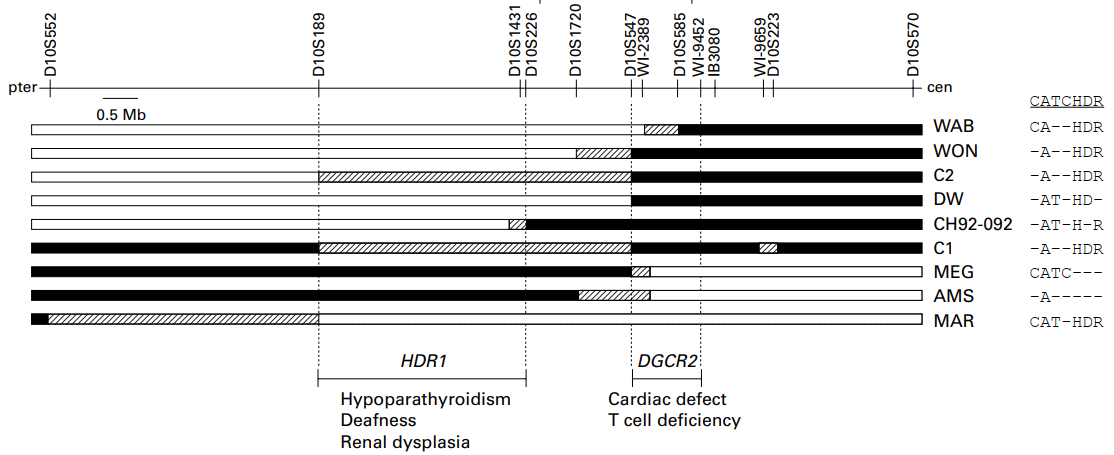 D10S552
D10S189
D10S1431
D10S226
D10S1720
D10S547
WI-2389
D10S585
WI-9452
IB3080
WI-9659
D10S223
D10S570
pter
cen
0.5 Mb
CATCHDR
WAB CA--HDR
WON -A--HDR
C2 -A--HDR
DW -AT-HD-
CH92-092 -AT-H-R
C1 -A--HDR
MEG CATC---
AMS -A-----
MAR CAT-HDR
HDR1
DGCR2
Hypoparathyroidism
Deafness
Renal dysplasia
Cardiac defect
T cell deficiency